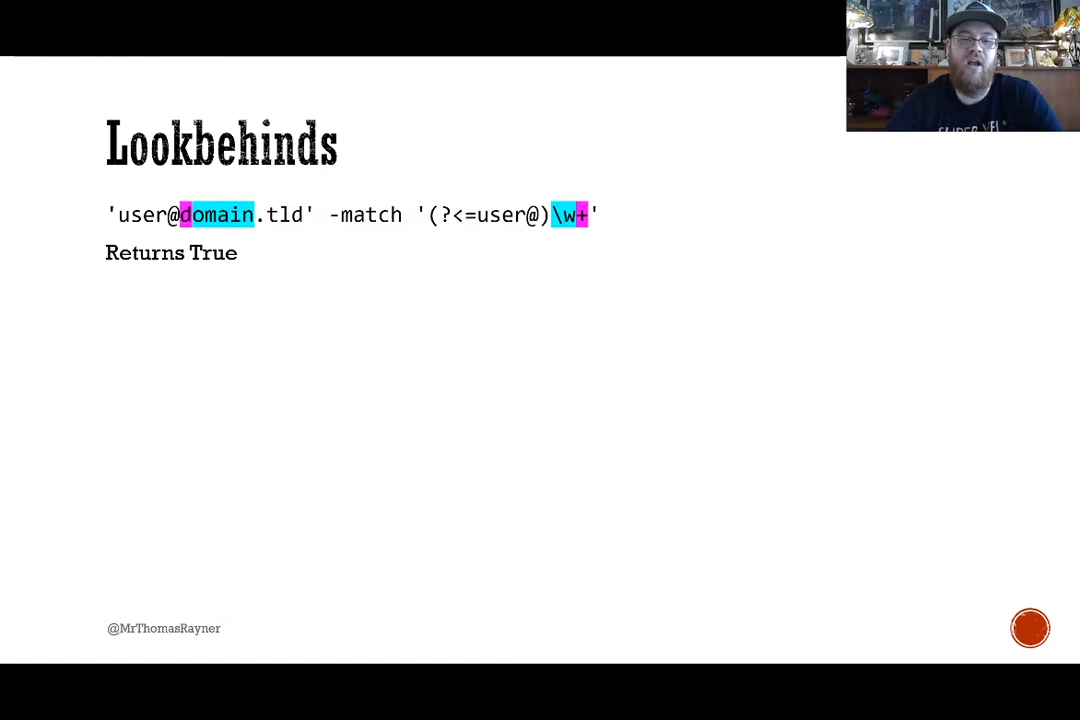 Lookbehinds
'user@domain.tld' -match '(?<=user@)\w+'
Returns True
@MrThomasRayner